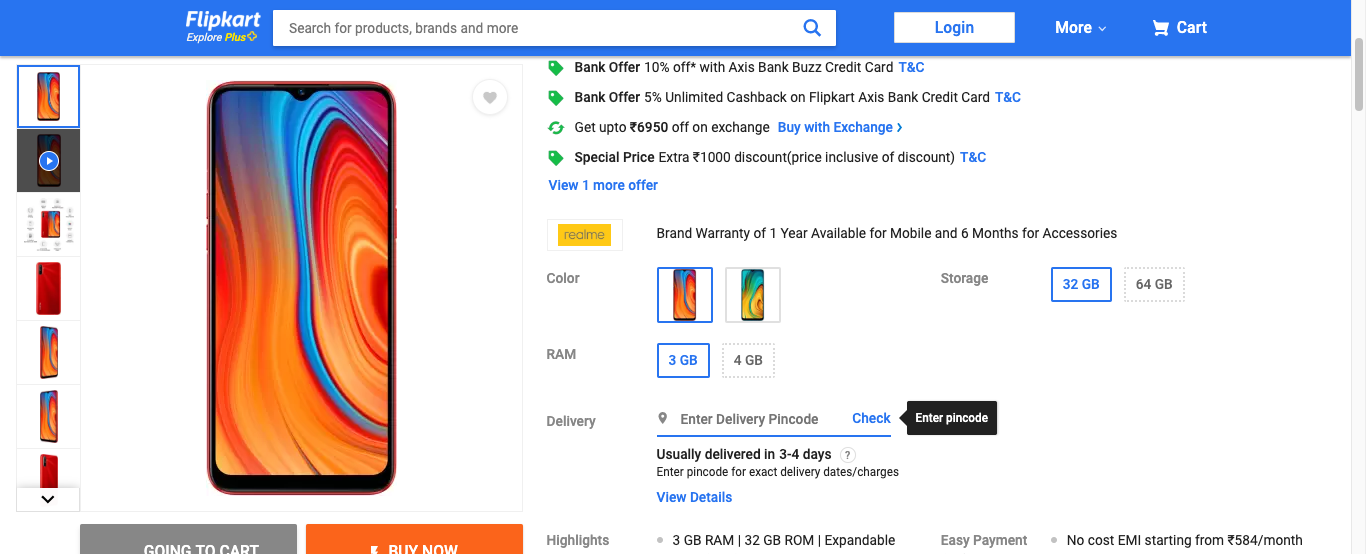 Flipkart
Explore Plus
Search for products, brands and more
Login
More
Cart
Bank Offer 10% off* with Axis Bank Buzz Credit Card T&C
Bank Offer 5% Unlimited Cashback on Flipkart Axis Bank Credit Card T&C
Get upto ₹6950 off on exchange Buy with Exchange
Special Price Extra ₹1000 discount(price inclusive of discount) T&C
View 1 more offer
realme
Brand Warranty of 1 Year Available for Mobile and 6 Months for Accessories
Color
Storage
32 GB
64 GB
RAM
3 GB
4 GB
Delivery
Enter Delivery Pincode
Check
Enter pincode
Usually delivered in 3-4 days ?
Enter pincode for exact delivery dates/charges
View Details
GOING TO CART
BUY NOW
Highlights
3 GB RAM | 32 GB ROM | Expandable
Easy Payment
No cost EMI starting from ₹584/month